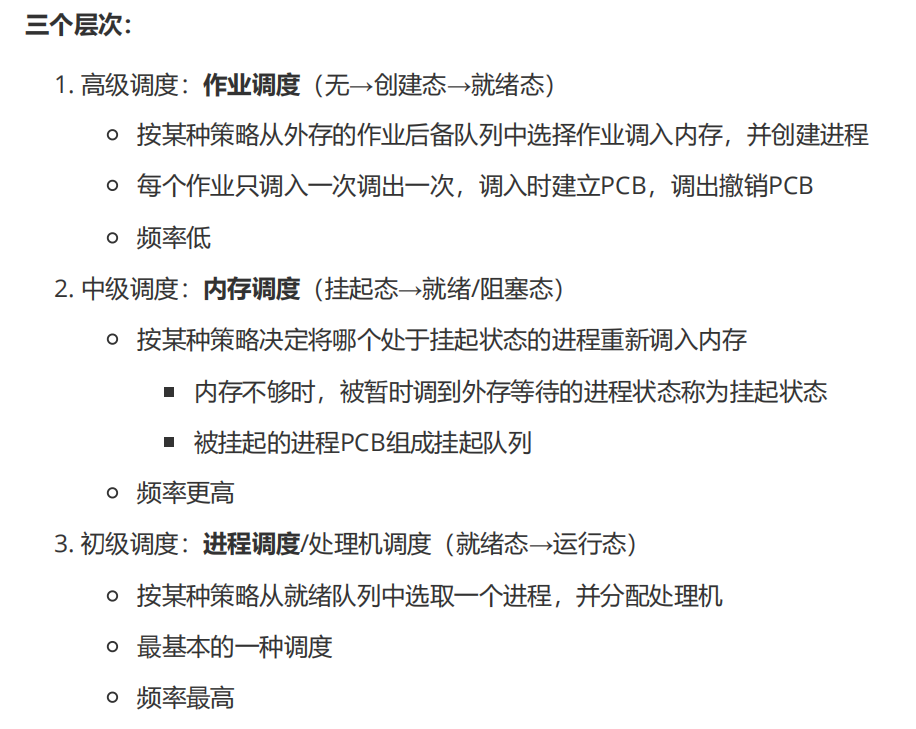 三个层次：
1. 高级调度：作业调度（无→创建态→就绪态）
按某种策略从外存的作业后备队列中选择作业调入内存，并创建进程
每个作业只调入一次调出一次，调入时建立PCB，调出撤销PCB
频率低
2. 中级调度：内存调度（挂起态→就绪/阻塞态）
按某种策略决定将哪个处于挂起状态的进程重新调入内存
内存不够时，被暂时调到外存等待的进程状态称为挂起状态
被挂起的进程PCB组成挂起队列
频率更高
3. 初级调度：进程调度/处理机调度（就绪态→运行态）
按某种策略从就绪队列中选取一个进程，并分配处理机
最基本的一种调度
频率最高